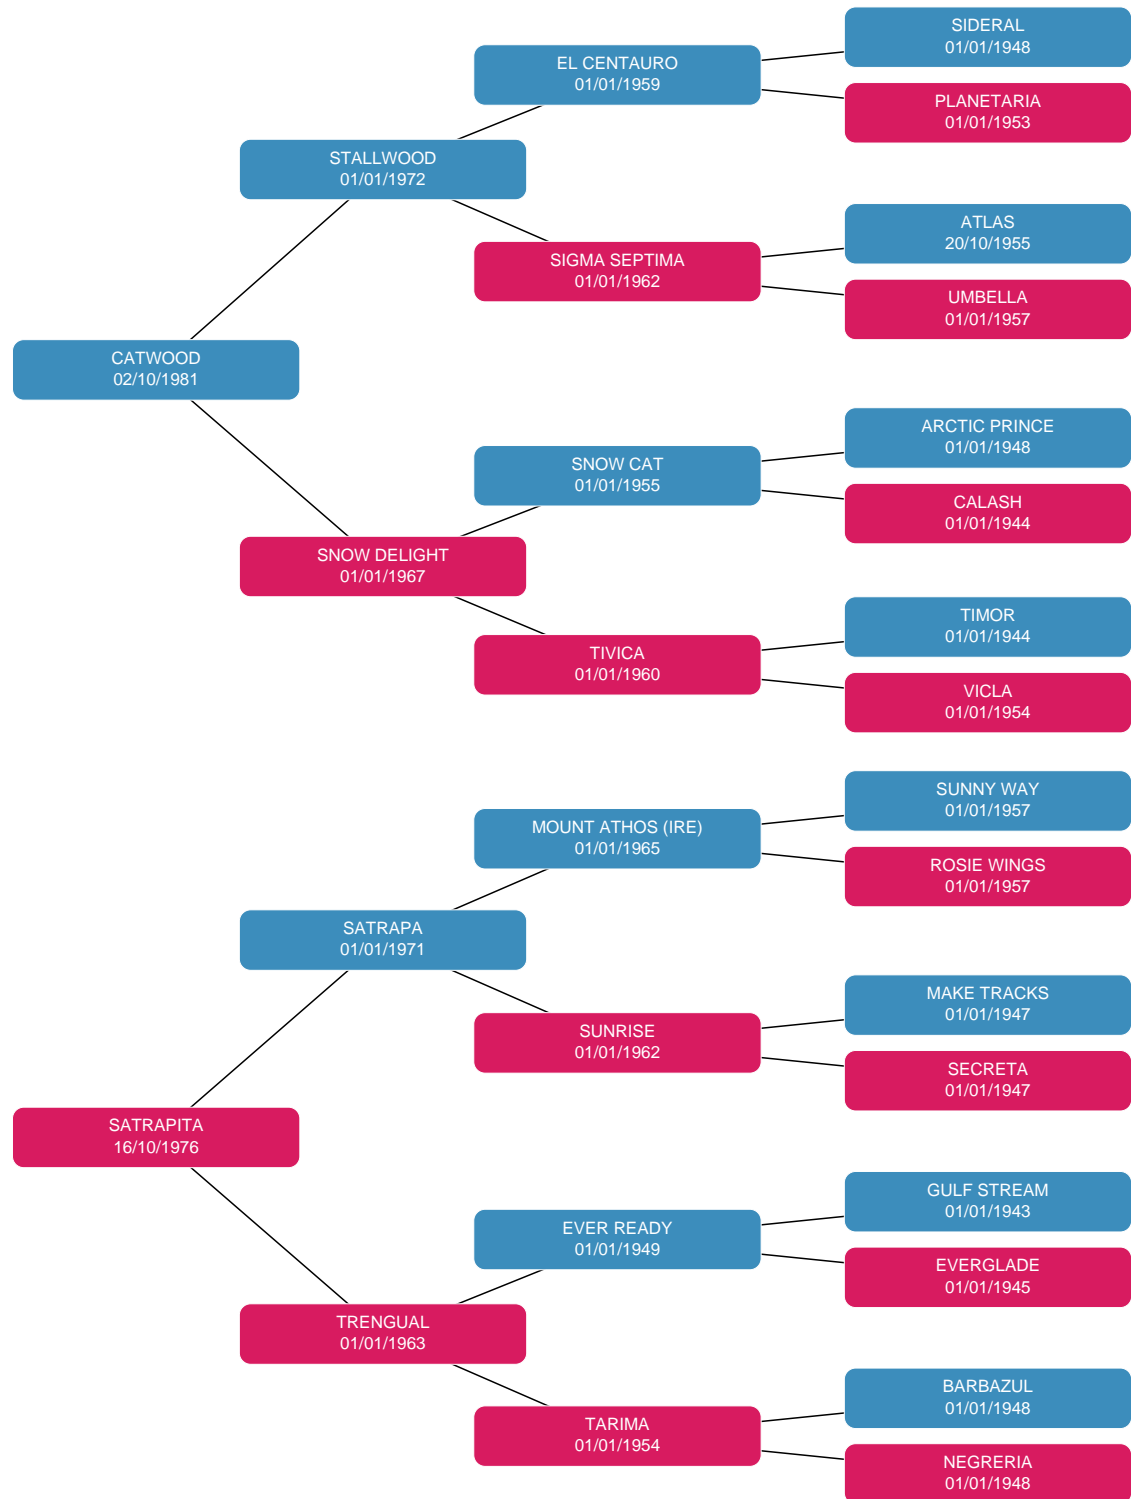 SIDERAL
01/01/1948
EL CENTAURO
01/01/1959
PLANETARIA
01/01/1953
STALLWOOD
01/01/1972
ATLAS
20/10/1955
SIGMA SEPTIMA
01/01/1962
UMBELLA
01/01/1957
CATWOOD
02/10/1981
ARCTIC PRINCE
01/01/1948
SNOW CAT
01/01/1955
CALASH
01/01/1944
SNOW DELIGHT
01/01/1967
TIMOR
01/01/1944
TIVICA
01/01/1960
VICLA
01/01/1954
SUNNY WAY
01/01/1957
MOUNT ATHOS (IRE)
01/01/1965
ROSIE WINGS
01/01/1957
SATRAPA
01/01/1971
MAKE TRACKS
01/01/1947
SUNRISE
01/01/1962
SECRETA
01/01/1947
SATRAPITA
16/10/1976
GULF STREAM
01/01/1943
EVER READY
01/01/1949
EVERGLADE
01/01/1945
TRENGUAL
01/01/1963
BARBAZUL
01/01/1948
TARIMA
01/01/1954
NEGRERIA
01/01/1948